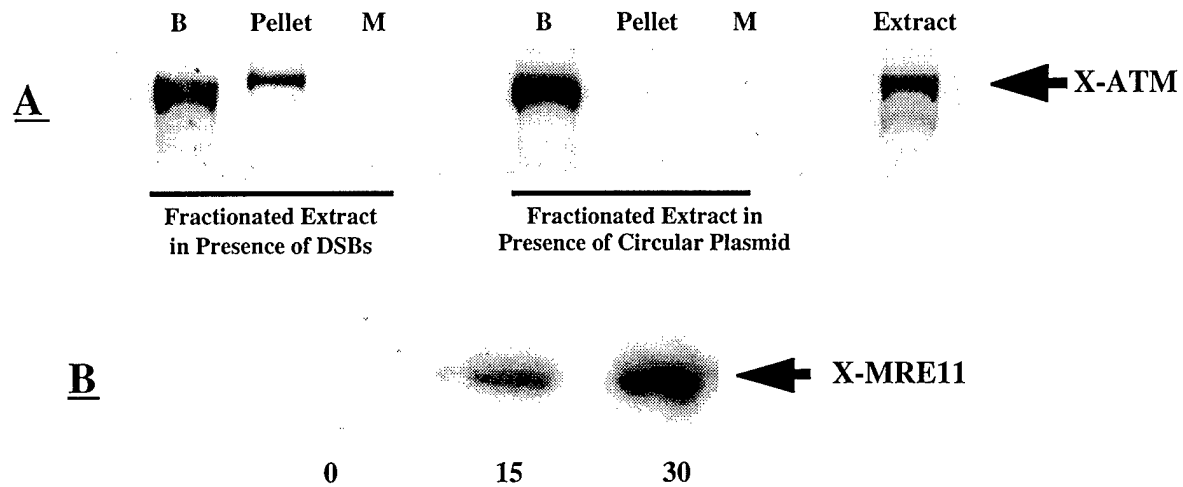 B Pellet M B Pellet M Extract
A
X-ATM
Fractionated Extract
in Presence of DSBs
Fractionated Extract in
Presence of Circular Plasmid
B
X-MRE11
0 15 30